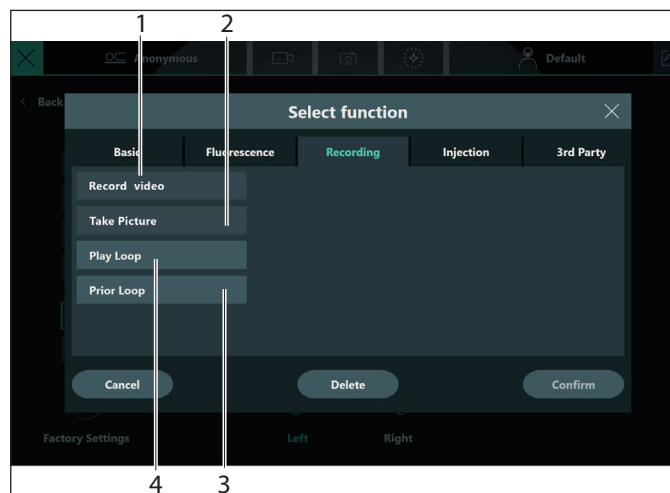 1 2
Anonymous Default
Back
Select function
Basic Fluorescence Recording Injection 3rd Party
Record video
Take Picture
Play Loop
Prior Loop
Cancel Delete Confirm
Factory Settings Left Right
4 3